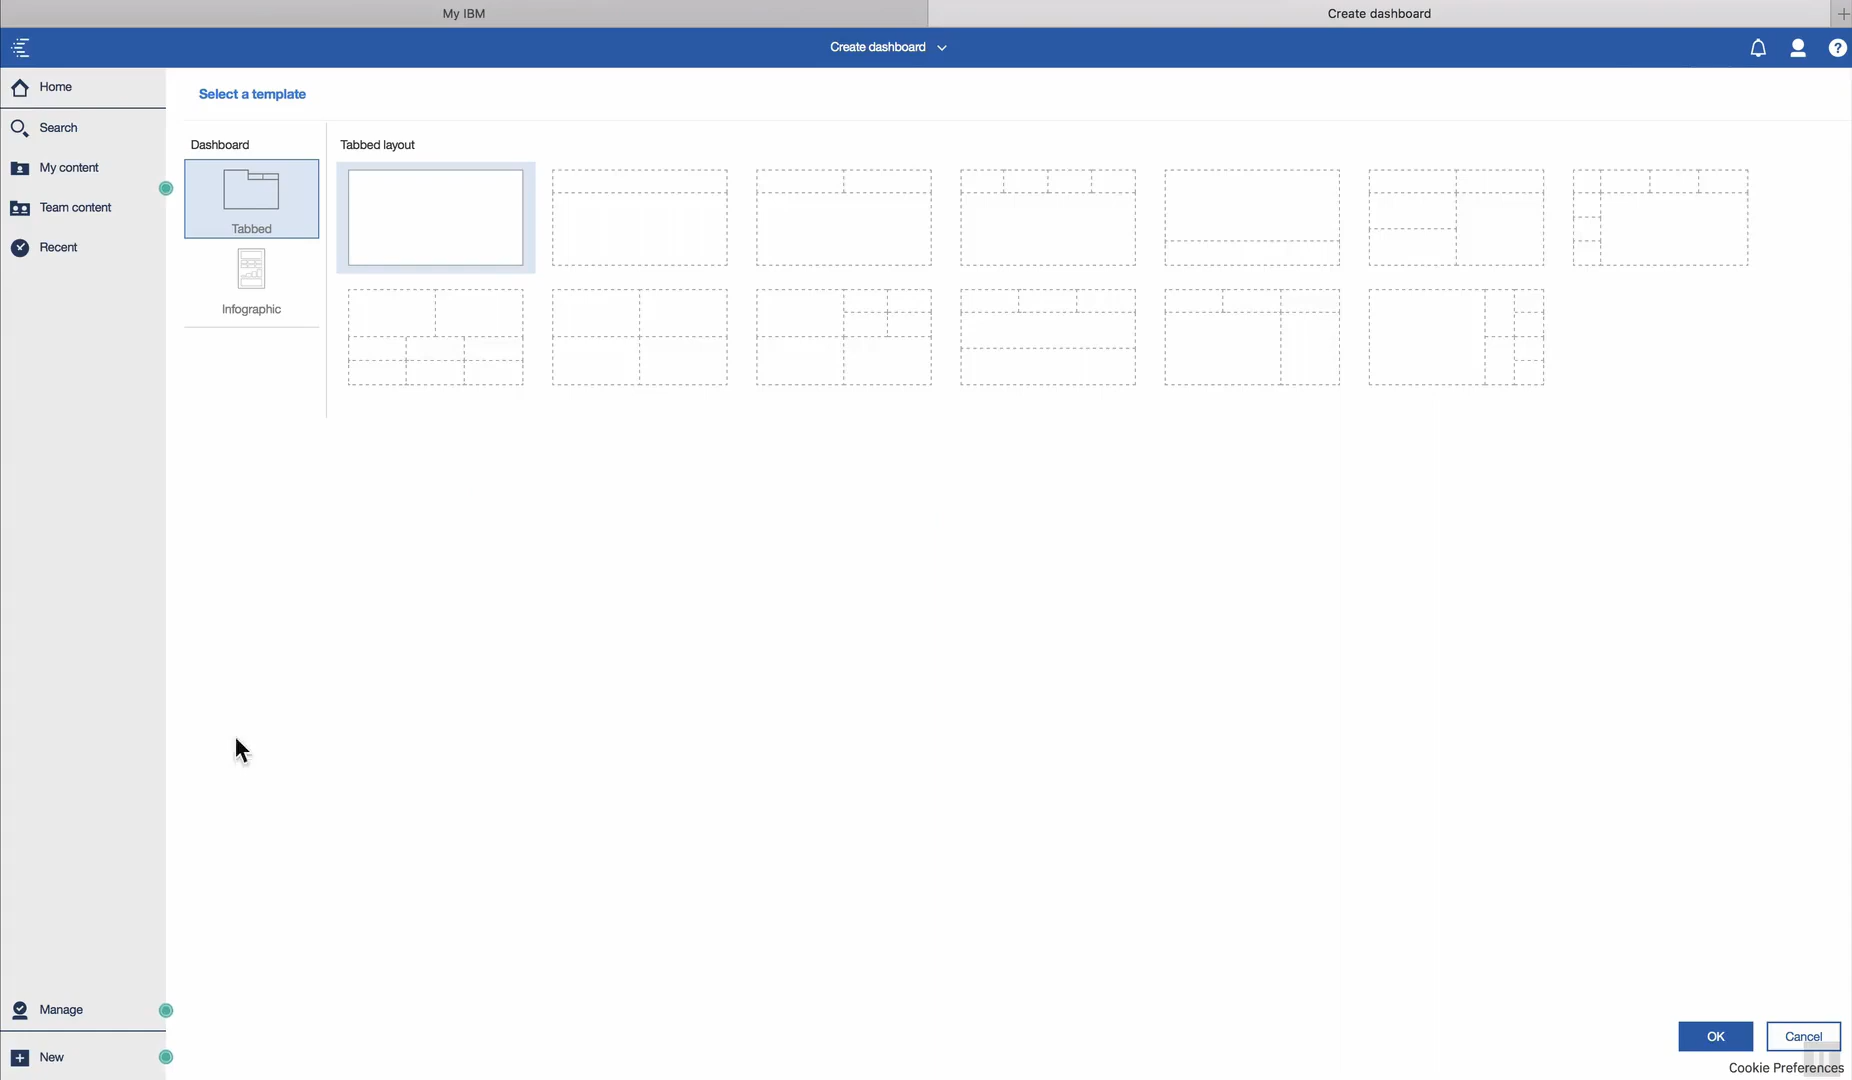 My IBM
Create dashboard
Create dashboard
?
Home
Select a template
Search
Dashboard
Tabbed layout
My content
Team content
Tabbed
Recent
Infographic
Manage
OK
Cancel
New
Cookie Preferences